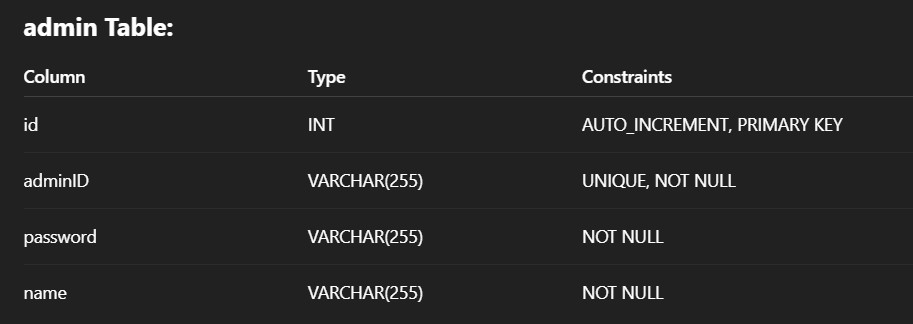 admin Table:
Column Type Constraints
id INT AUTO_INCREMENT, PRIMARY KEY
adminID VARCHAR(255) UNIQUE, NOT NULL
password VARCHAR(255) NOT NULL
name VARCHAR(255) NOT NULL